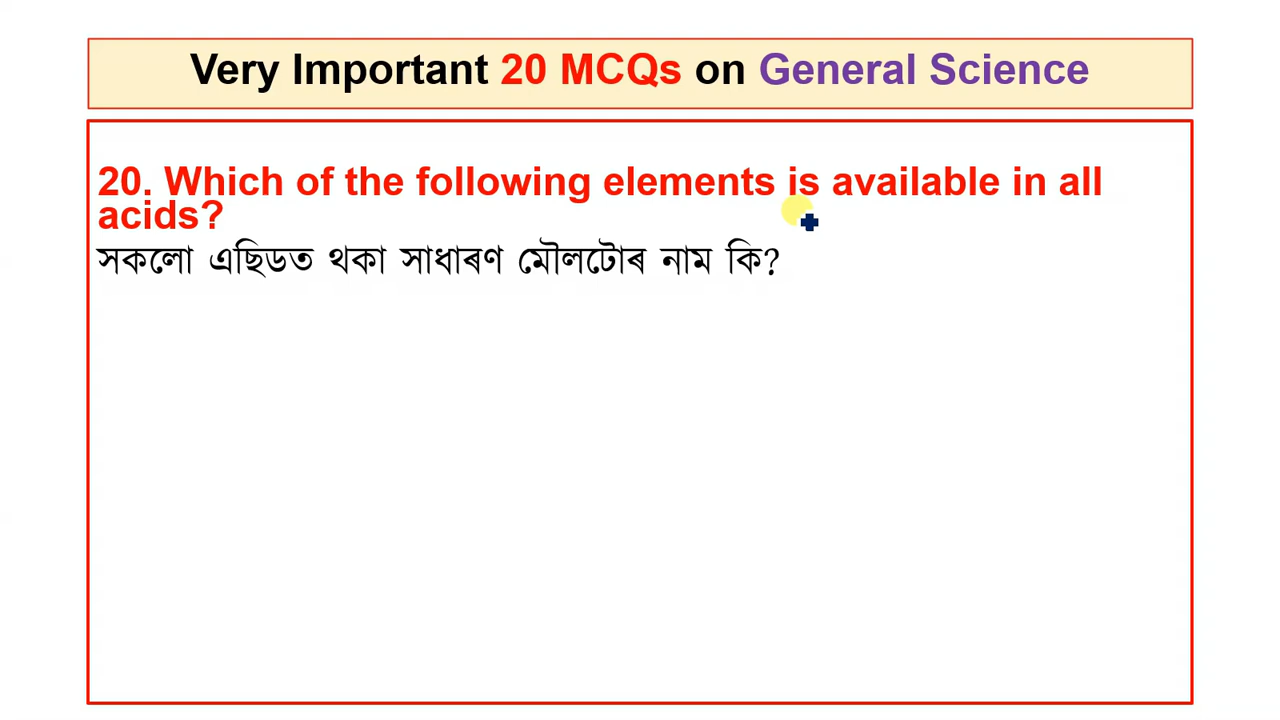 Very Important 20 MCQs on General Science
20. Which of the following elements is available in all
acids?
সকলো এছিডত থকা সাধাৰণ মৌলটোৰ নাম কি?